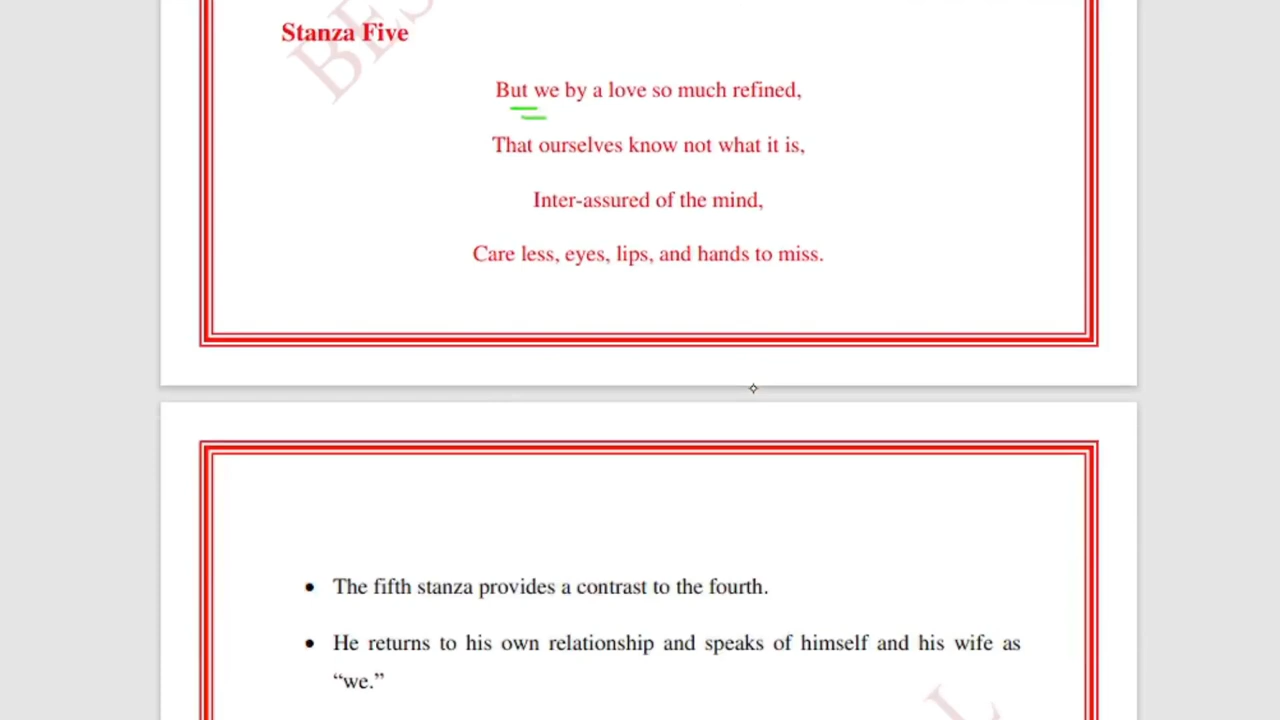 Stanza Five
But we by a love so much refined,
That ourselves know not what it is,
Inter-assured of the mind,
Care less, eyes, lips, and hands to miss.
• The fifth stanza provides a contrast to the fourth.
• He returns to his own relationship and speaks of himself and his wife as
“we.”